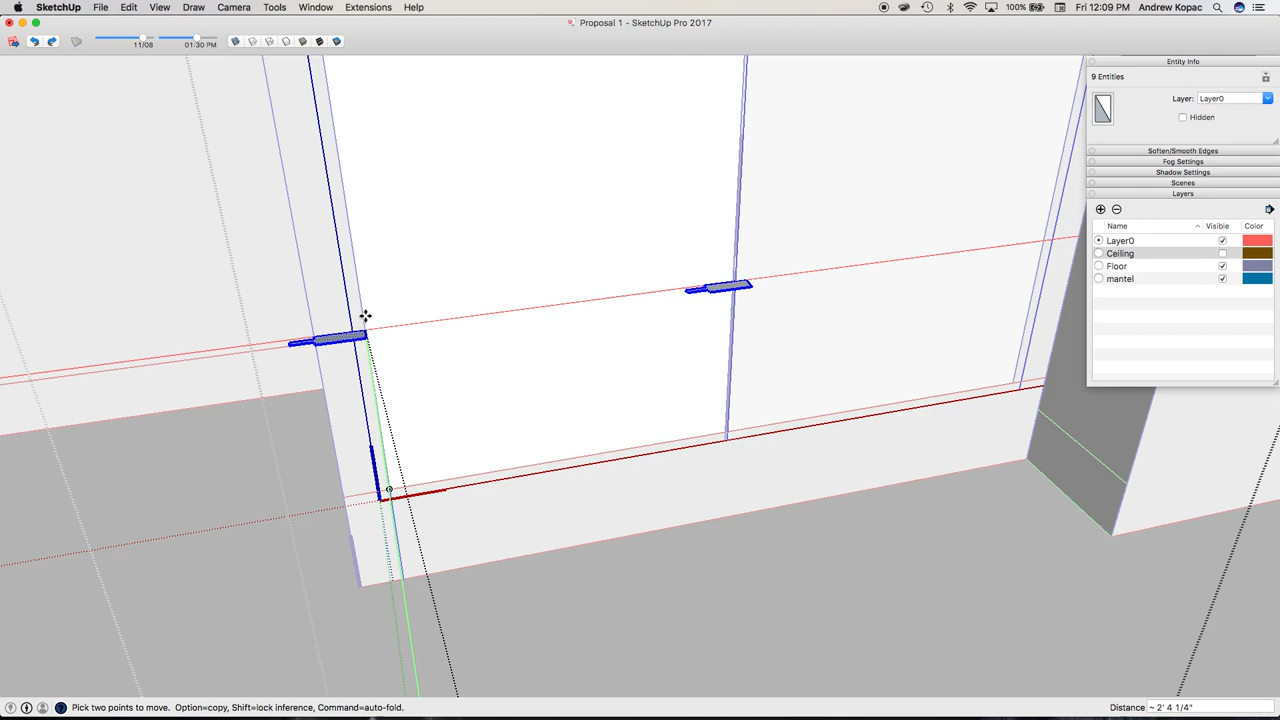 SketchUp File Edit View Draw Camera Tools Window Extensions Help 100% Fri 12:09 PM Andrew Kopac
Proposal 1 - SketchUp Pro 2017
11/08 01:30 PM
Entity Info
9 Entities
Layer: Layer0
Hidden
Soften/Smooth Edges
Fog Settings
Shadow Settings
Scenes
Layers
Name Visible Color
Layer0
Ceiling
Floor
mantel
Pick two points to move. Option=copy, Shift=lock inference, Command=auto-fold. Distance ~ 2' 4 1/4"